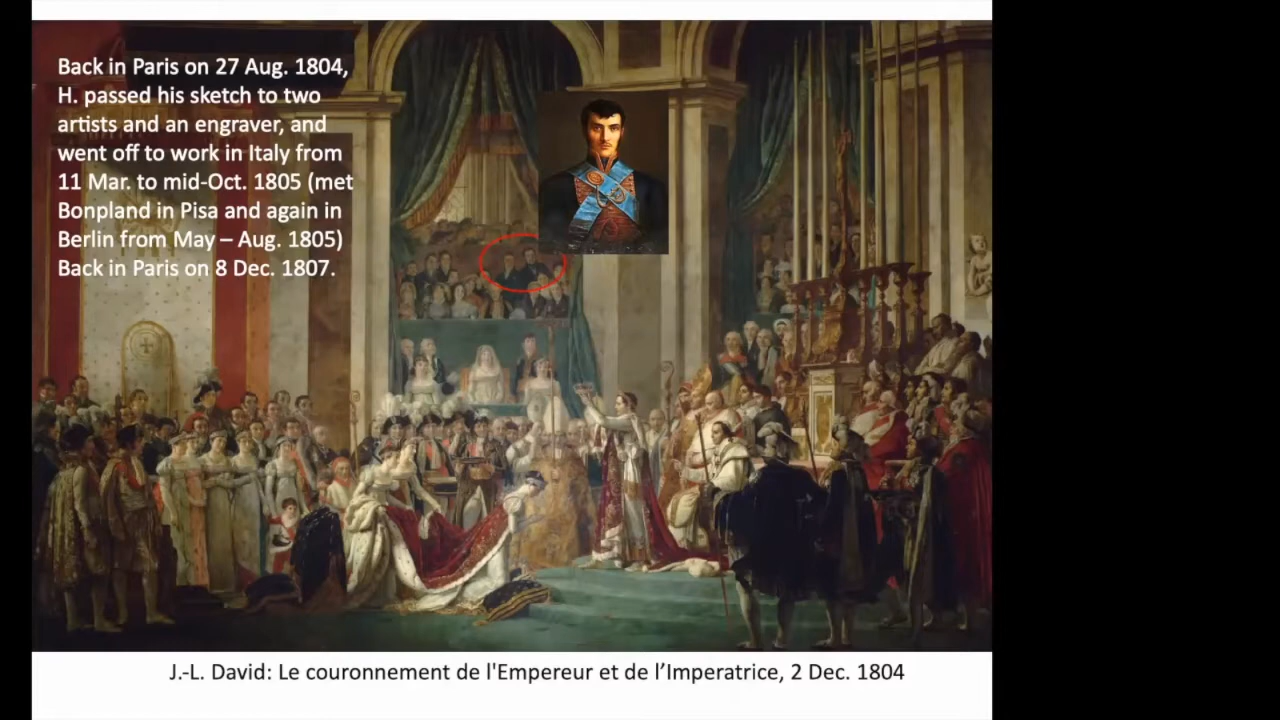 Back in Paris on 27 Aug. 1804,
H. passed his sketch to two
artists and an engraver, and
went off to work in Italy from
11 Mar. to mid-Oct. 1805 (met
Bonpland in Pisa and again in
Berlin from May – Aug. 1805)
Back in Paris on 8 Dec. 1807.
J.-L. David: Le couronnement de l'Empereur et de l’Imperatrice, 2 Dec. 1804